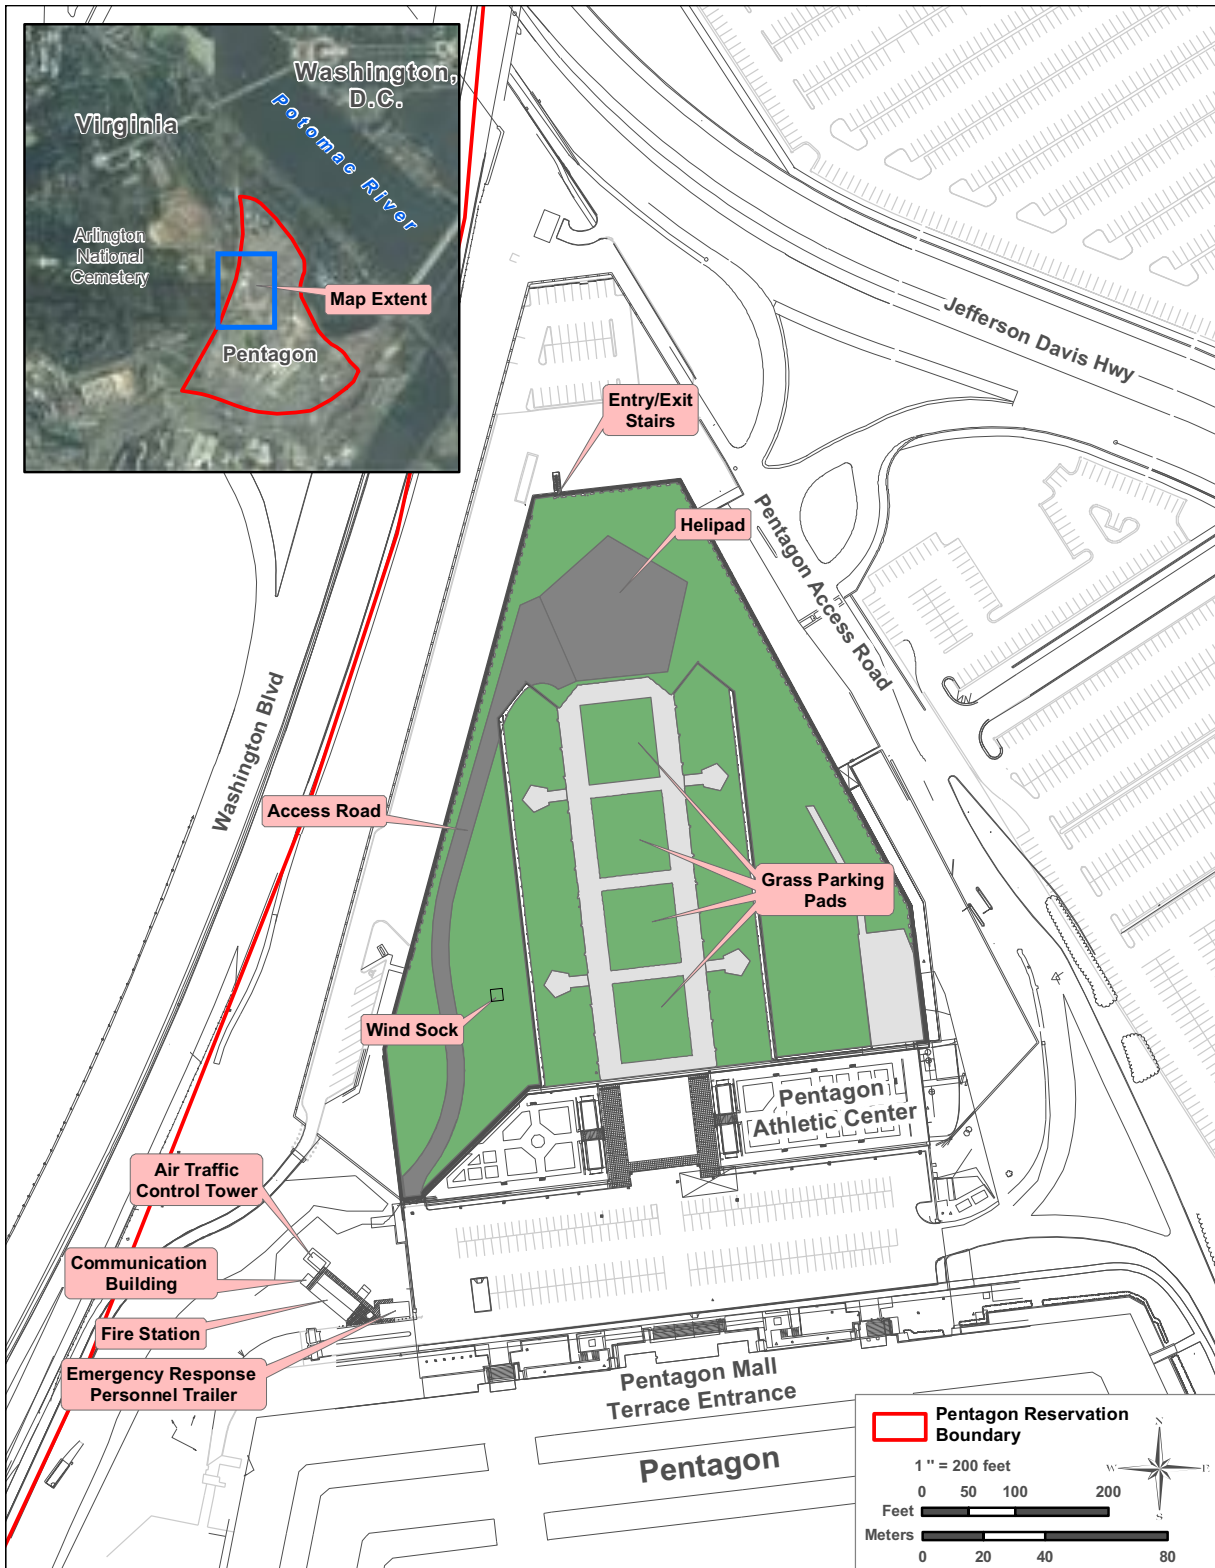 Washington,
D.C.
Virginia
Potomac River
Arlington
National
Cemetery
Map Extent
Pentagon
Jefferson Davis Hwy
Entry/Exit
Stairs
Helipad
Pentagon Access Road
Washington Blvd
Access Road
Grass Parking
Pads
Wind Sock
Pentagon
Athletic Center
Air Traffic
Control Tower
Communication
Building
Fire Station
Emergency Response
Personnel Trailer
Pentagon Mall
Terrace Entrance
Pentagon
Pentagon Reservation
Boundary
1 " = 200 feet
N
W
E
S
0 50 100 200
Feet
Meters
0 20 40 80